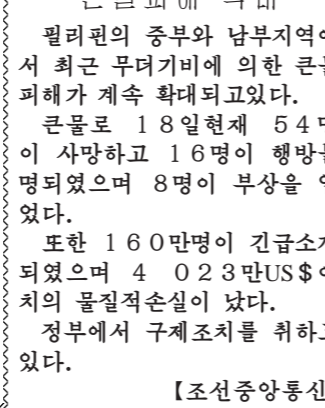 필리핀의 중부와 남부지역
서 최근 무더기비에 의한 큰
피해가 계속 확대되고있다.
큰물로 18일현재 54
이 사망하고 16명이 행방
명되였으며 8명이 부상을
었다.
또한 160만명이 긴급소
되였으며 4 023만US$
치의 물질적손실이 났다.
정부에서 구제조치를 취하
있다.
【조선중앙통신